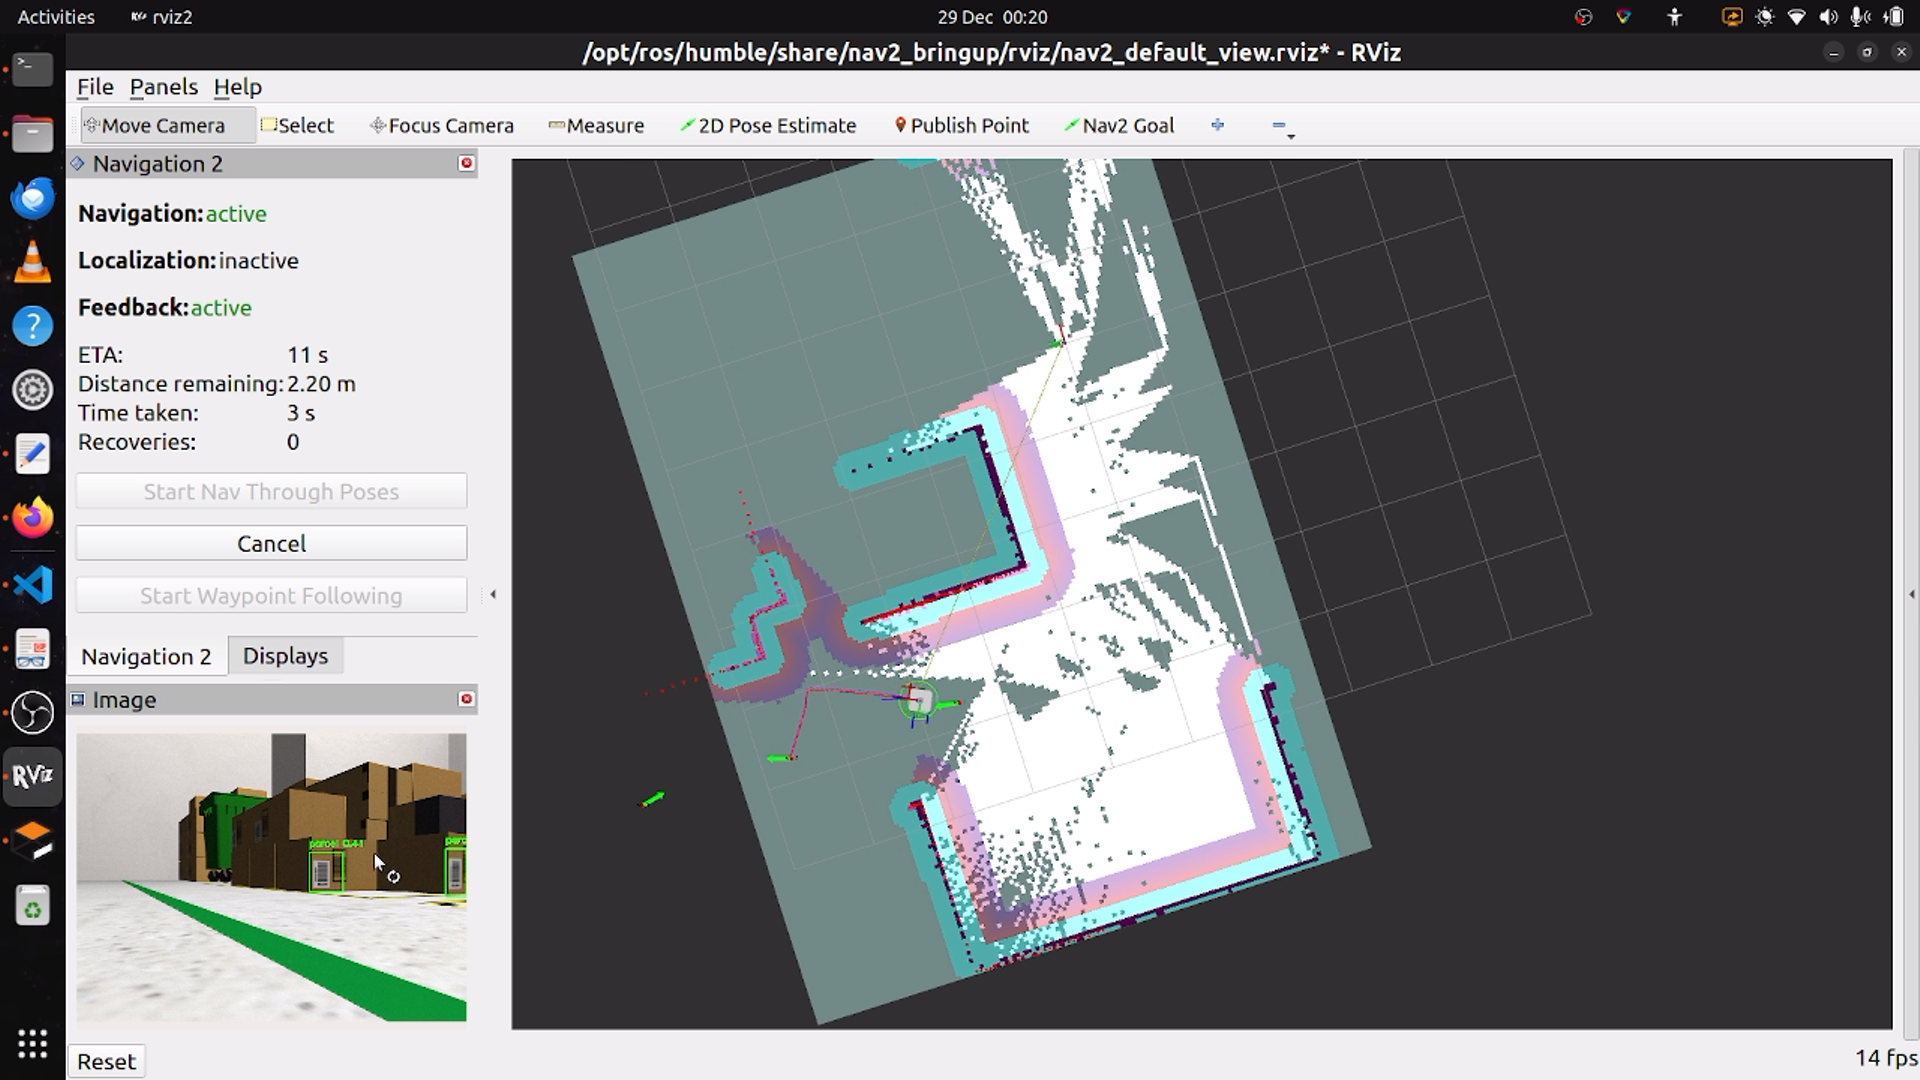 Activities
rviz2
29 Dec 00:20
/opt/ros/humble/share/nav2_bringup/rviz/nav2_default_view.rviz* - RViz
File Panels Help
Move Camera Select Focus Camera Measure 2D Pose Estimate Publish Point Nav2 Goal
Navigation 2
Navigation: active
Localization: inactive
Feedback: active
ETA: 11 s
Distance remaining: 2.20 m
Time taken: 3 s
Recoveries: 0
Start Nav Through Poses
Cancel
Start Waypoint Following
Navigation 2 Displays
Image
RViz
Reset
14 fps